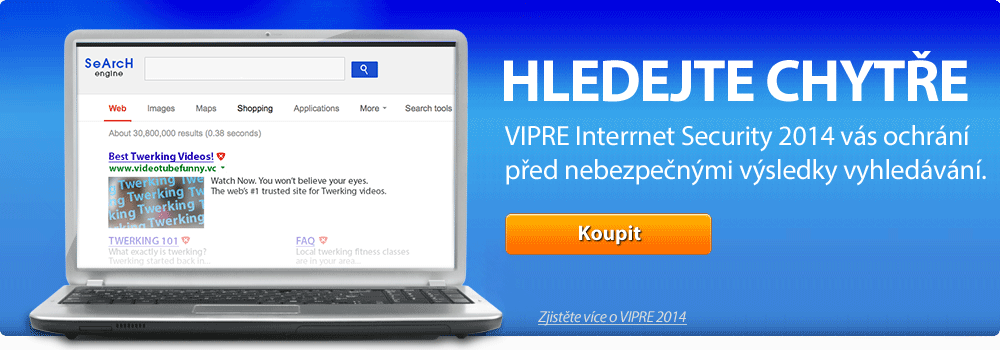 SeArcH
engine
Web Images Maps Shopping Applications More Search tools
About 30,800,000 results (0.38 seconds)
Best Twerking Videos!
www.videotubefunny.vc
Watch Now. You won't believe your eyes.
The web's #1 trusted site for Twerking videos.
TWERKING 101
What exactly is twerking?
Twerking started back in...
FAQ
Local twerking fitness classes
are in your area...
HLEDEJTE CHYTŘE
VIPRE Interrnet Security 2014 vás ochrání
před nebezpečnými výsledky vyhledávání.
Koupit
Zjistěte více o VIPRE 2014